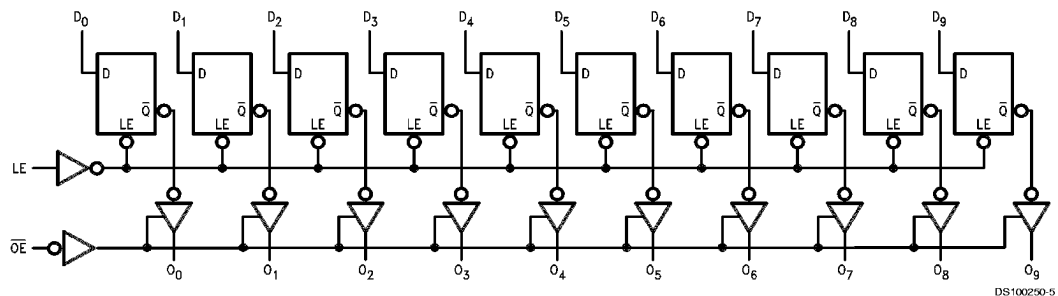 D₀ D₁ D₂ D₃ D₄ D₅ D₆ D₇ D₈ D₉
D D D D D D D D D D
Q̅ Q̅ Q̅ Q̅ Q̅ Q̅ Q̅ Q̅ Q̅ Q̅
LE LE LE LE LE LE LE LE LE LE
LE
O̅E̅
O₀ O₁ O₂ O₃ O₄ O₅ O₆ O₇ O₈ O₉
DS100250-5